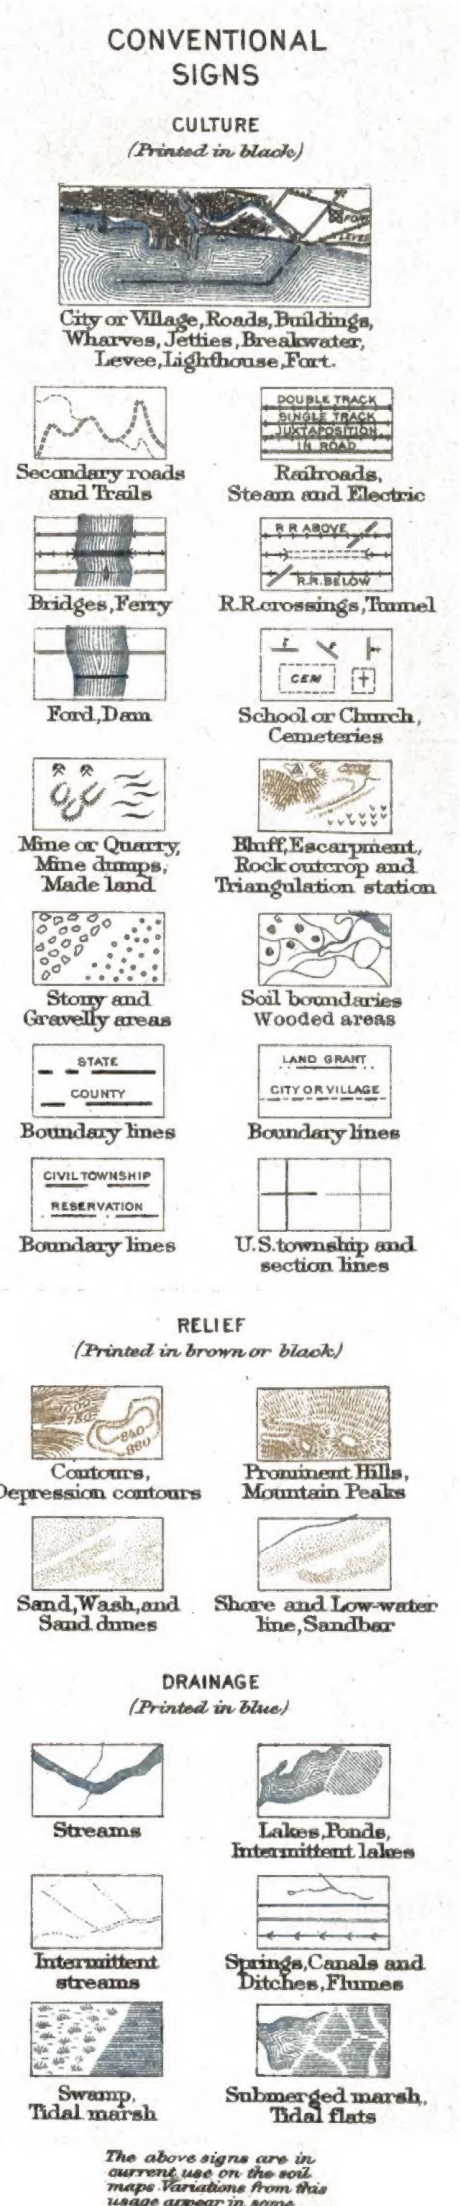 CONVENTIONAL
SIGNS
CULTURE
(Printed in black)
FORT
LEVEE
City or Village, Roads, Buildings,
Wharves, Jetties, Breakwater,
Levee, Lighthouse, Fort.
Secondary roads
and Trails
DOUBLE TRACK
SINGLE TRACK
JUXTAPOSITION
IN ROAD
Railroads,
Steam and Electric
Bridges, Ferry
R R ABOVE
R.R. BELOW
R.R. crossings, Tunnel
Ford, Dam
CEM
School or Church,
Cemeteries
Mine or Quarry,
Mine dumps,
Made land
Bluff, Escarpment,
Rock outcrop and
Triangulation station
Stony and
Gravelly areas
Soil boundaries
Wooded areas
STATE
COUNTY
Boundary lines
LAND GRANT
CITY OR VILLAGE
Boundary lines
CIVIL TOWNSHIP
RESERVATION
Boundary lines
U.S. township and
section lines
RELIEF
(Printed in brown or black)
840
860
Contours,
Depression contours
Prominent Hills,
Mountain Peaks
Sand, Wash, and
Sand dunes
Shore and Low-water
line, Sandbar
DRAINAGE
(Printed in blue)
Streams
Lakes, Ponds,
Intermittent lakes
Intermittent
streams
Springs, Canals and
Ditches, Flumes
Swamp,
Tidal marsh
Submerged marsh,
Tidal flats
The above signs are in
current use on the soil
maps. Variations from this
usage appear in some